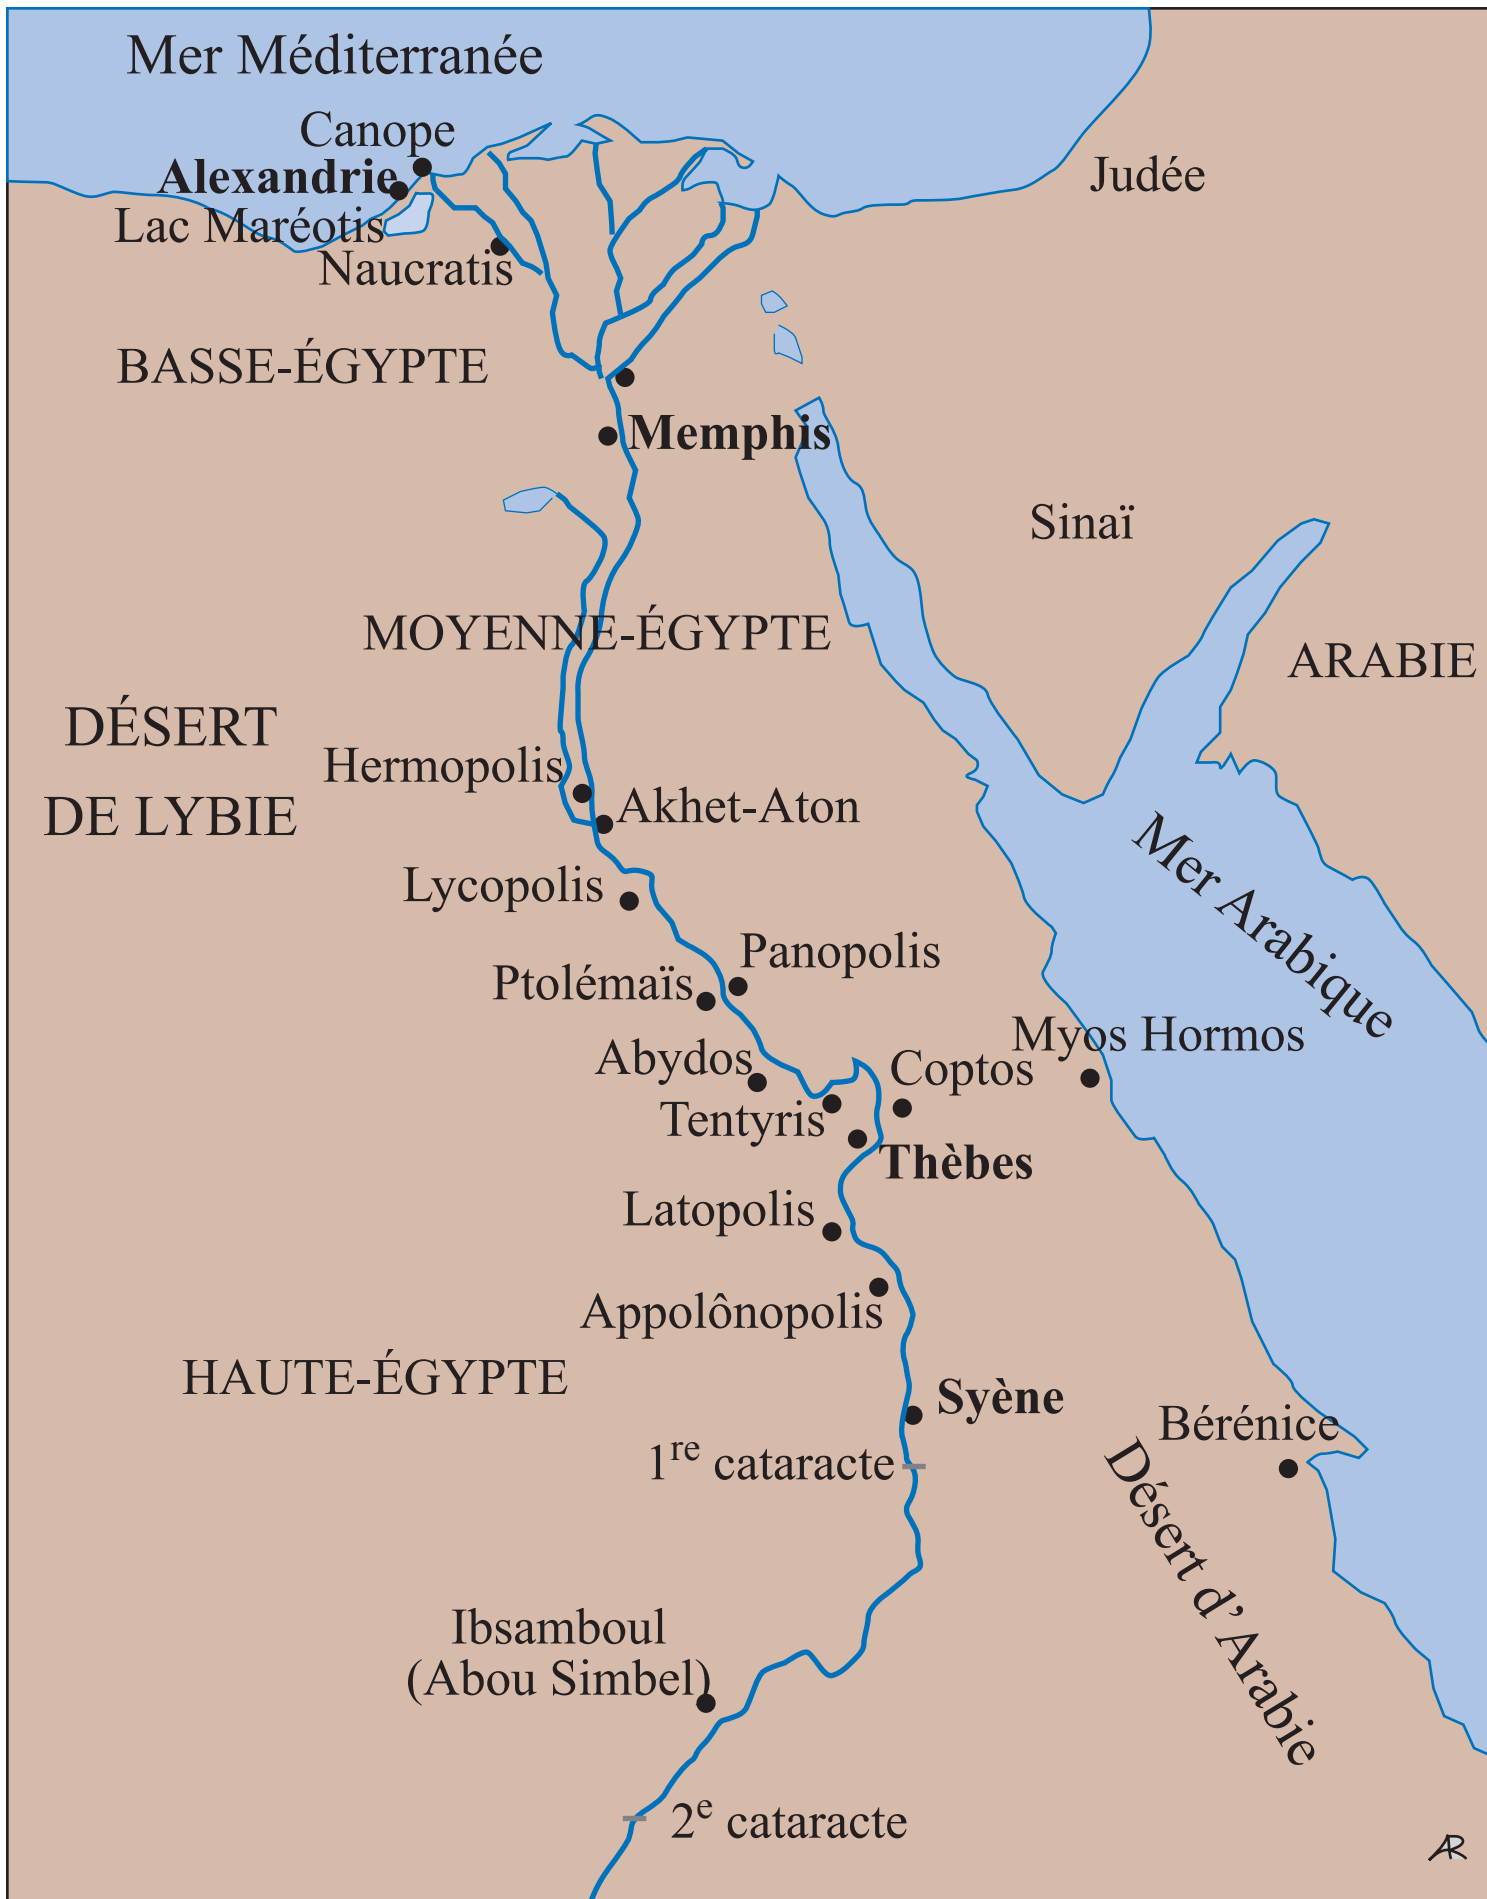 Mer Méditerranée
Canope
Alexandrie
Judée
Lac Maréotis
Naucratis
BASSE-ÉGYPTE
Memphis
Sinaï
MOYENNE-ÉGYPTE
ARABIE
DÉSERT
DE LYBIE
Hermopolis
Akhet-Aton
Mer Arabique
Lycopolis
Panopolis
Ptolémaïs
Myos Hormos
Abydos
Coptos
Tentyris
Thèbes
Latopolis
Appolônopolis
HAUTE-ÉGYPTE
Syène
Bérénice
1re cataracte
Désert d’Arabie
Ibsamboul
(Abou Simbel)
2e cataracte
AR